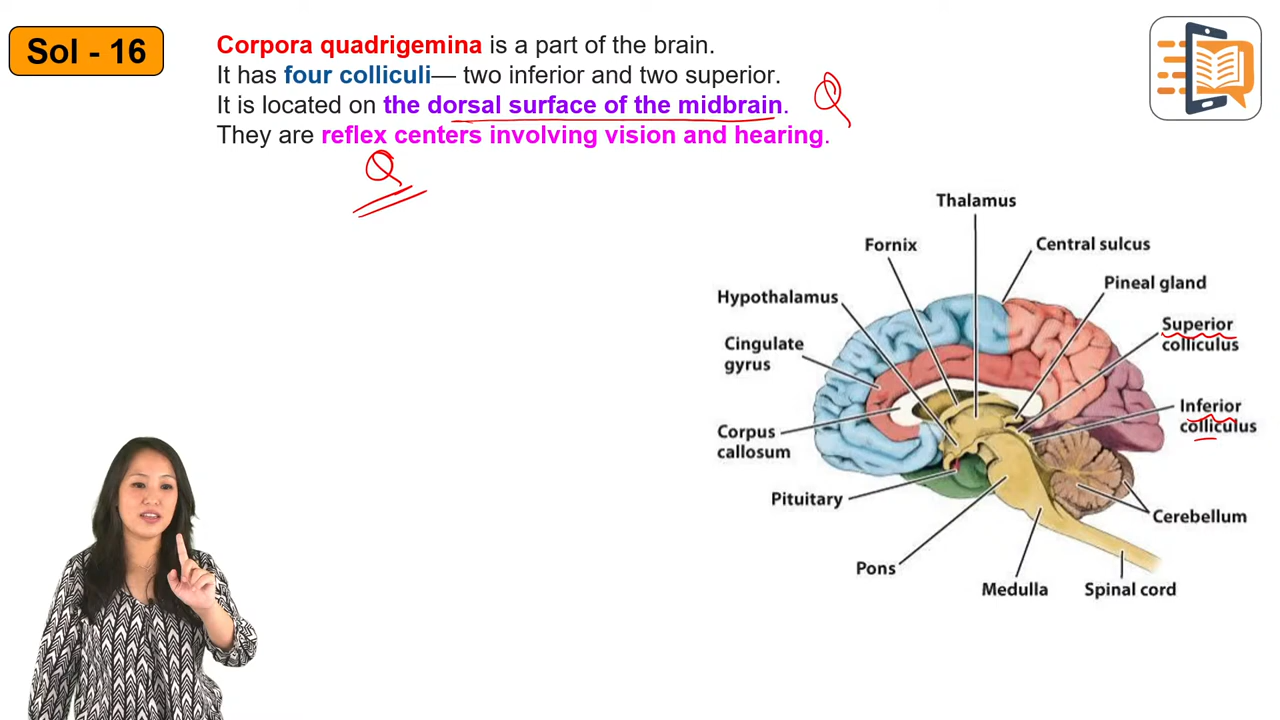 Sol - 16
Corpora quadrigemina is a part of the brain.
It has four colliculi— two inferior and two superior.
It is located on the dorsal surface of the midbrain.
They are reflex centers involving vision and hearing.
Q
Q
Thalamus
Fornix
Central sulcus
Pineal gland
Hypothalamus
Superior
colliculus
Cingulate
gyrus
Inferior
colliculus
Corpus
callosum
Pituitary
Cerebellum
Pons
Medulla
Spinal cord